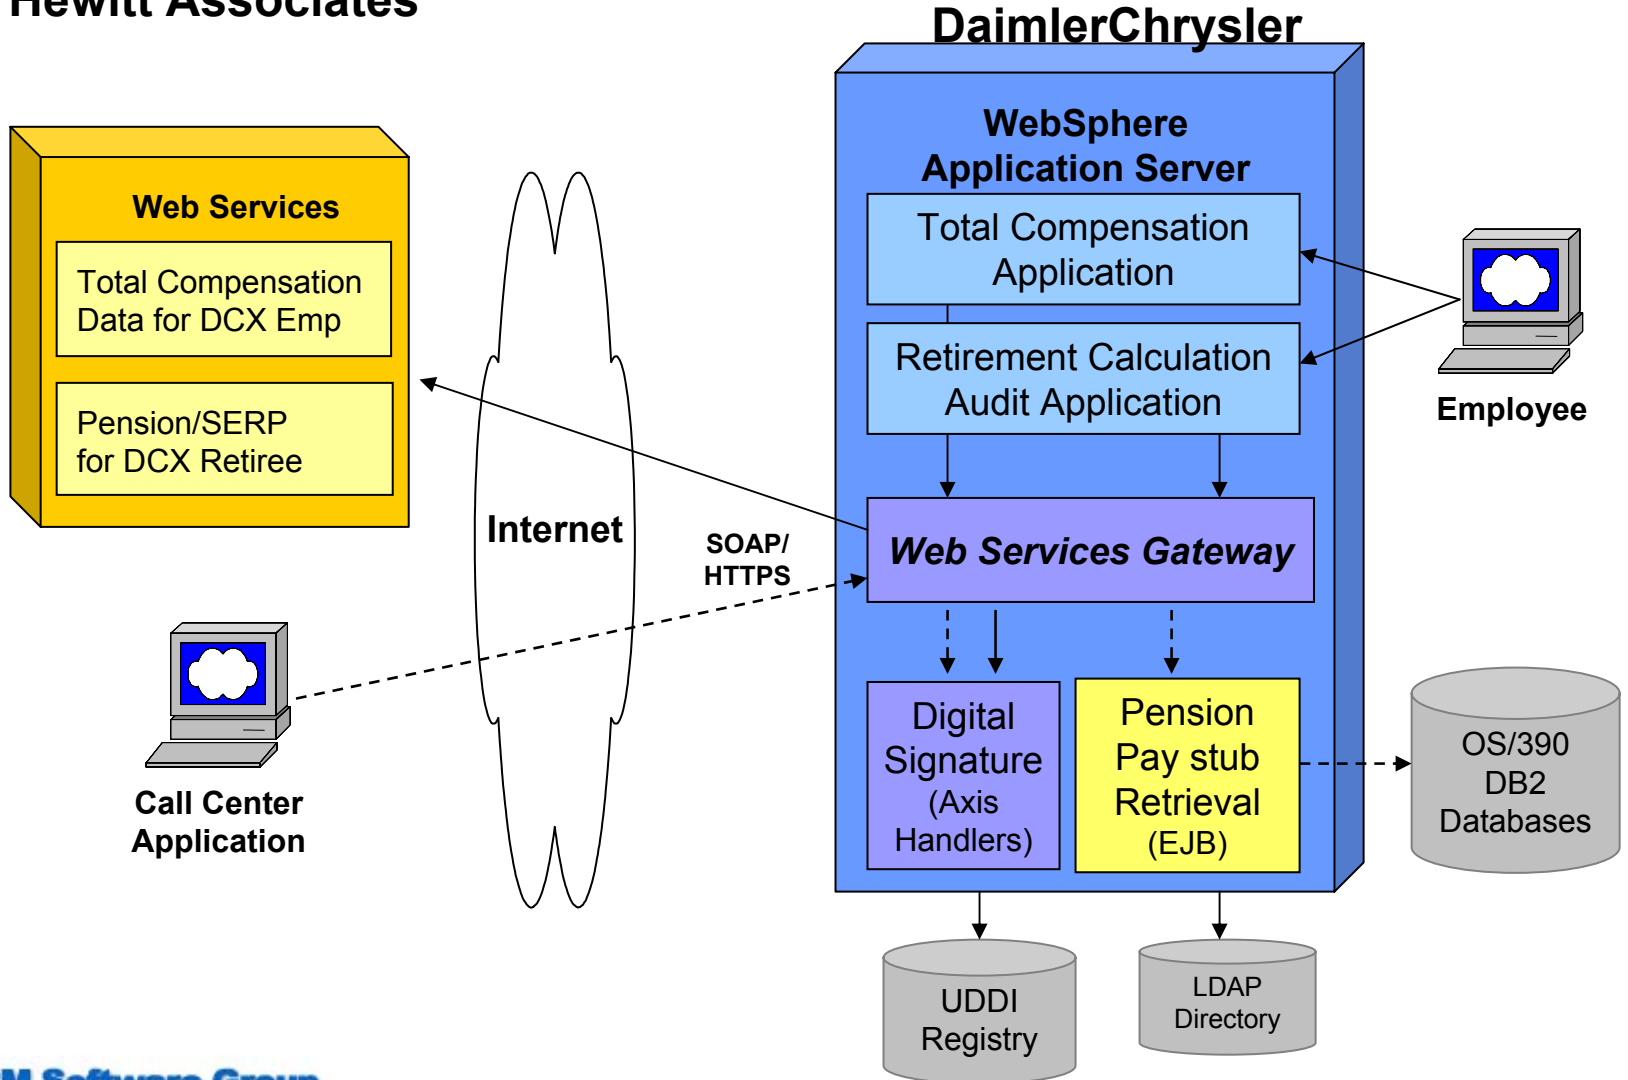 Hewitt Associates
DaimlerChrysler
WebSphere
Application Server
Web Services
Total Compensation
Data for DCX Emp
Pension/SERP
for DCX Retiree
Total Compensation
Application
Retirement Calculation
Audit Application
Employee
Internet
SOAP/
HTTPS
Web Services Gateway
Call Center
Application
Digital
Signature
(Axis
Handlers)
Pension
Pay stub
Retrieval
(EJB)
OS/390
DB2
Databases
UDDI
Registry
LDAP
Directory
M Software Group